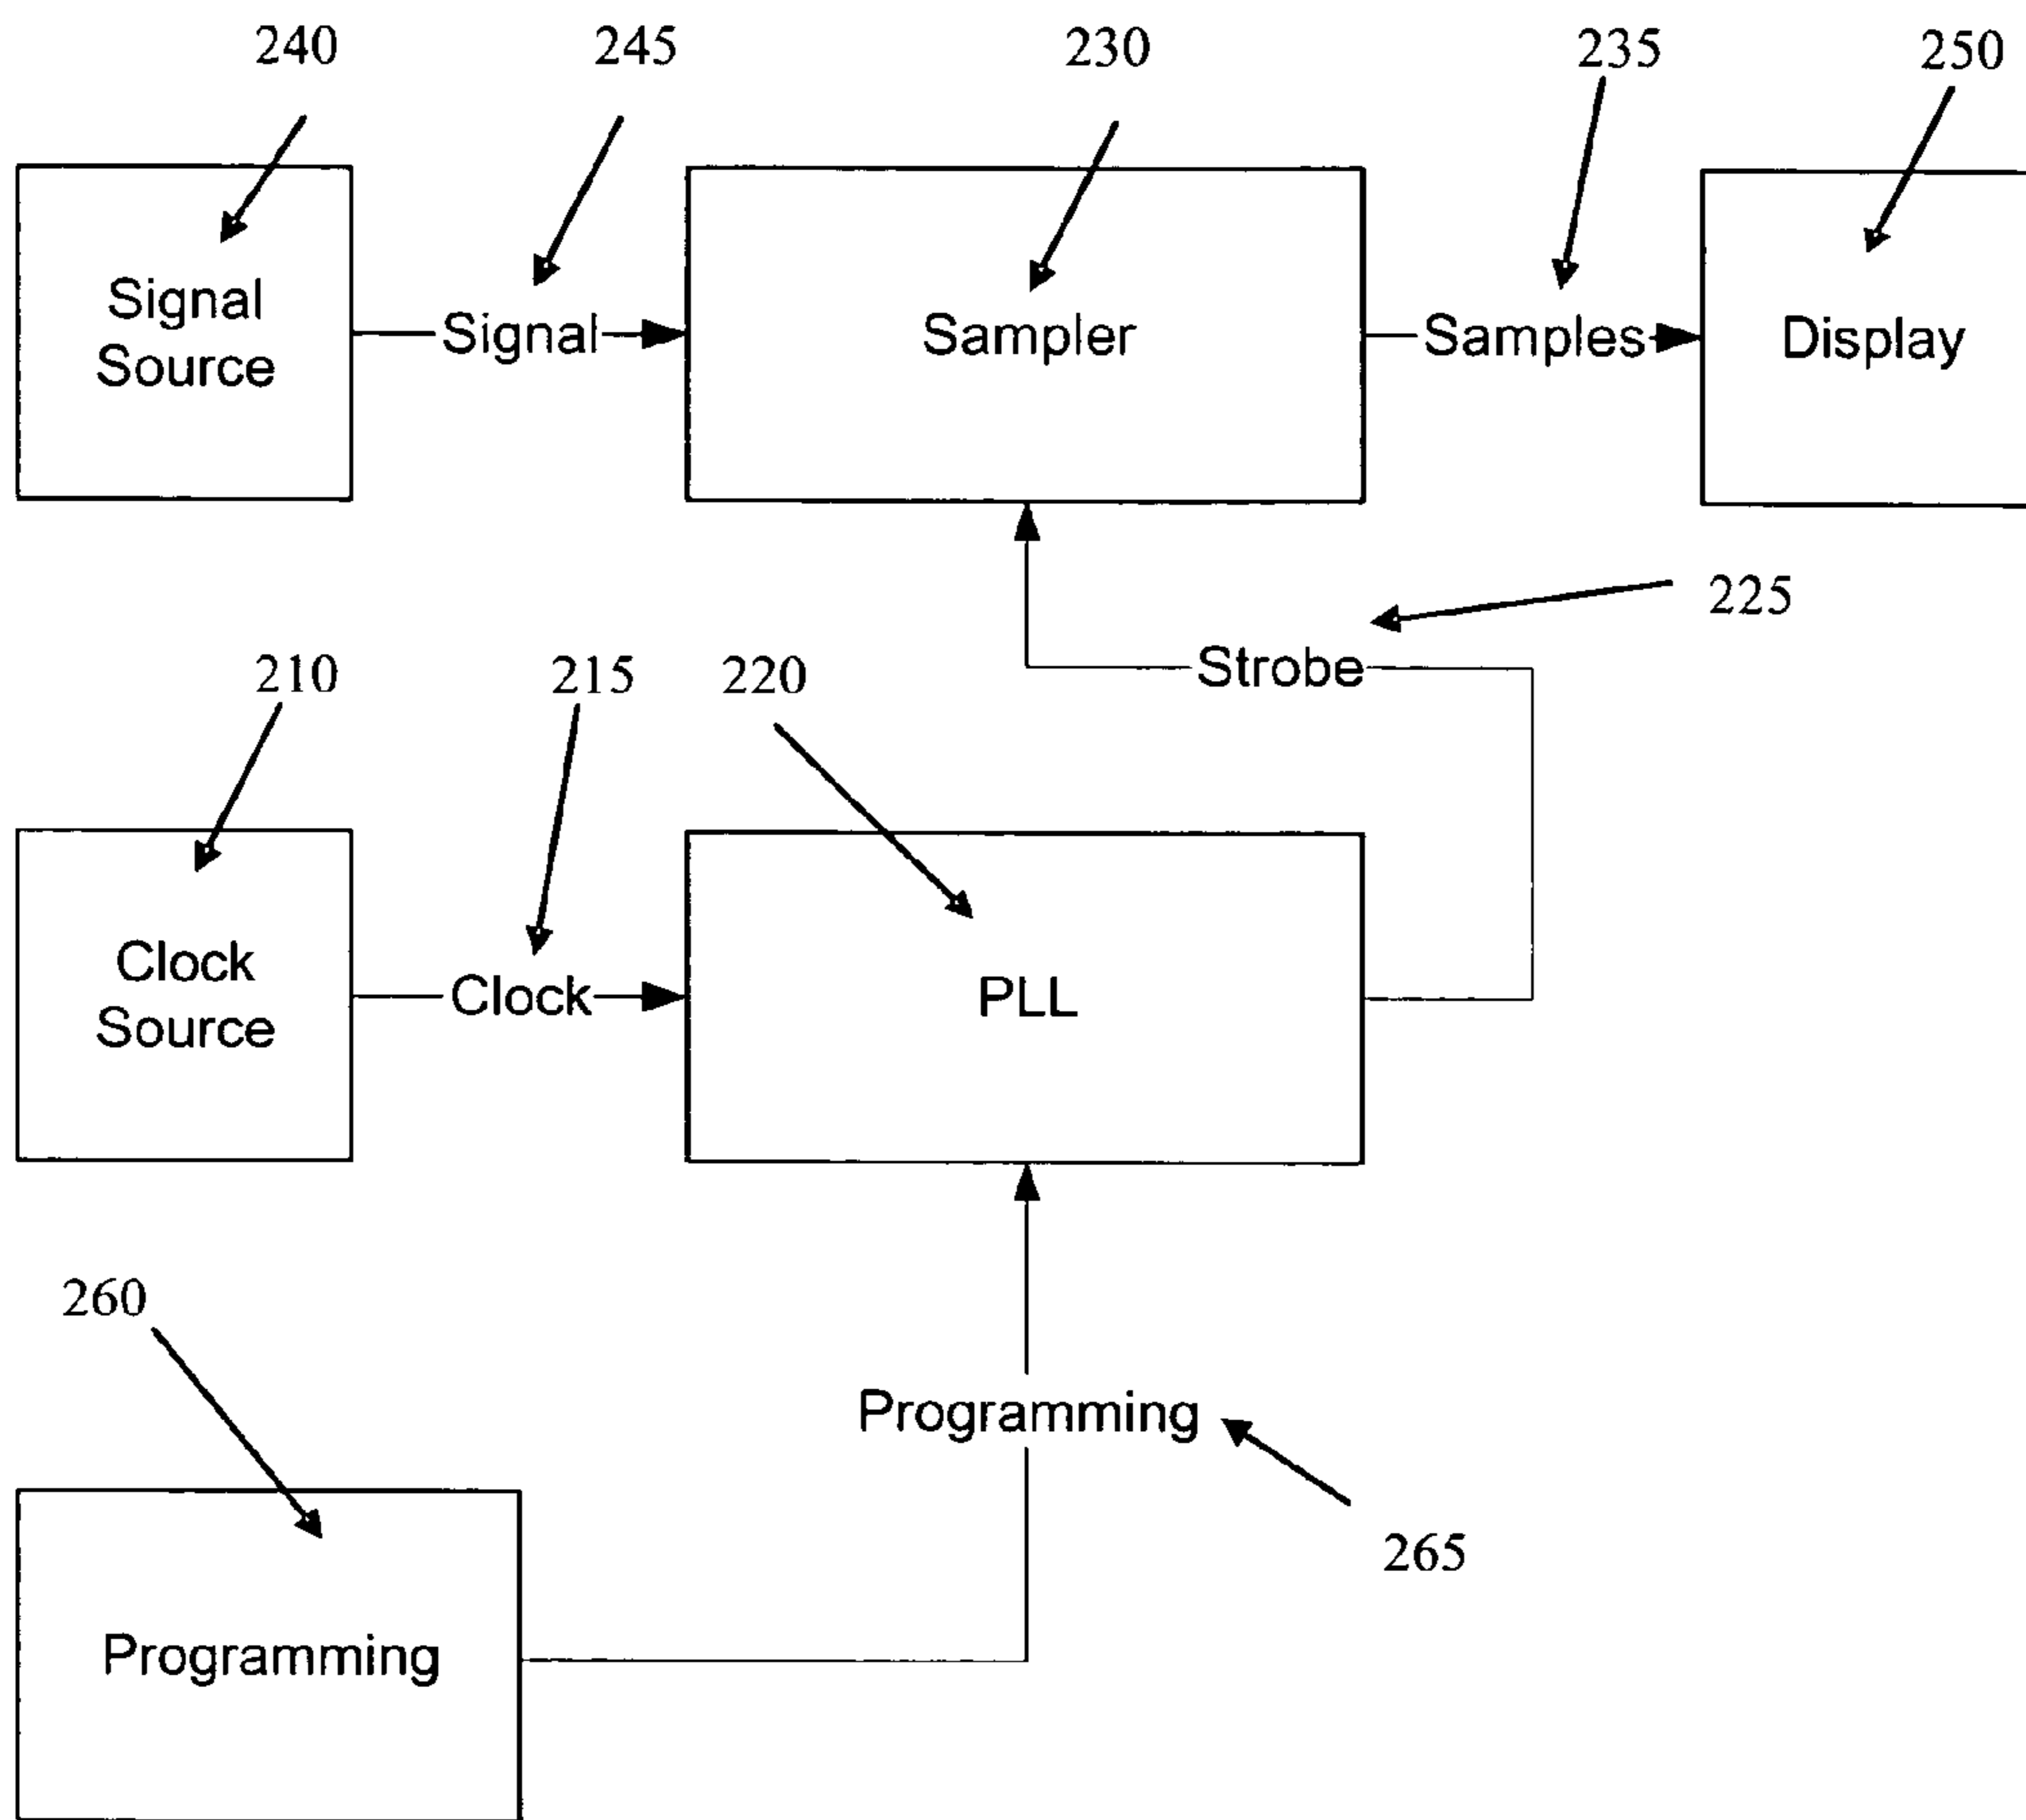 240 245 230 235 250
Signal
Source
Signal
Sampler
Samples
Display
225
Strobe
210 215 220
Clock
Source
Clock
PLL
260
Programming
265
Programming